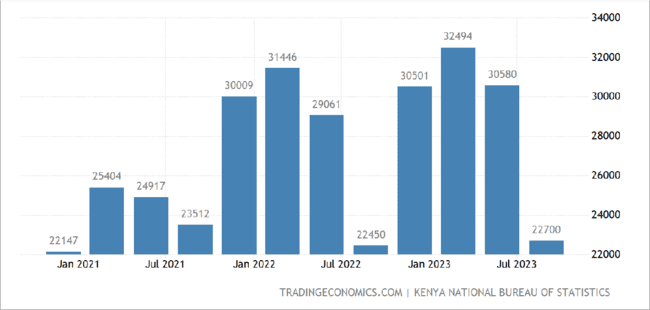 34000
32494
31446
32000
30501
30580
30009
30000
29061
28000
26000
25404
24917
24000
23512
22450
22700
22147
22000
Jan 2021
Jul 2021
Jan 2022
Jul 2022
Jan 2023
Jul 2023
TRADINGECONOMICS.COM | KENYA NATIONAL BUREAU OF STATISTICS